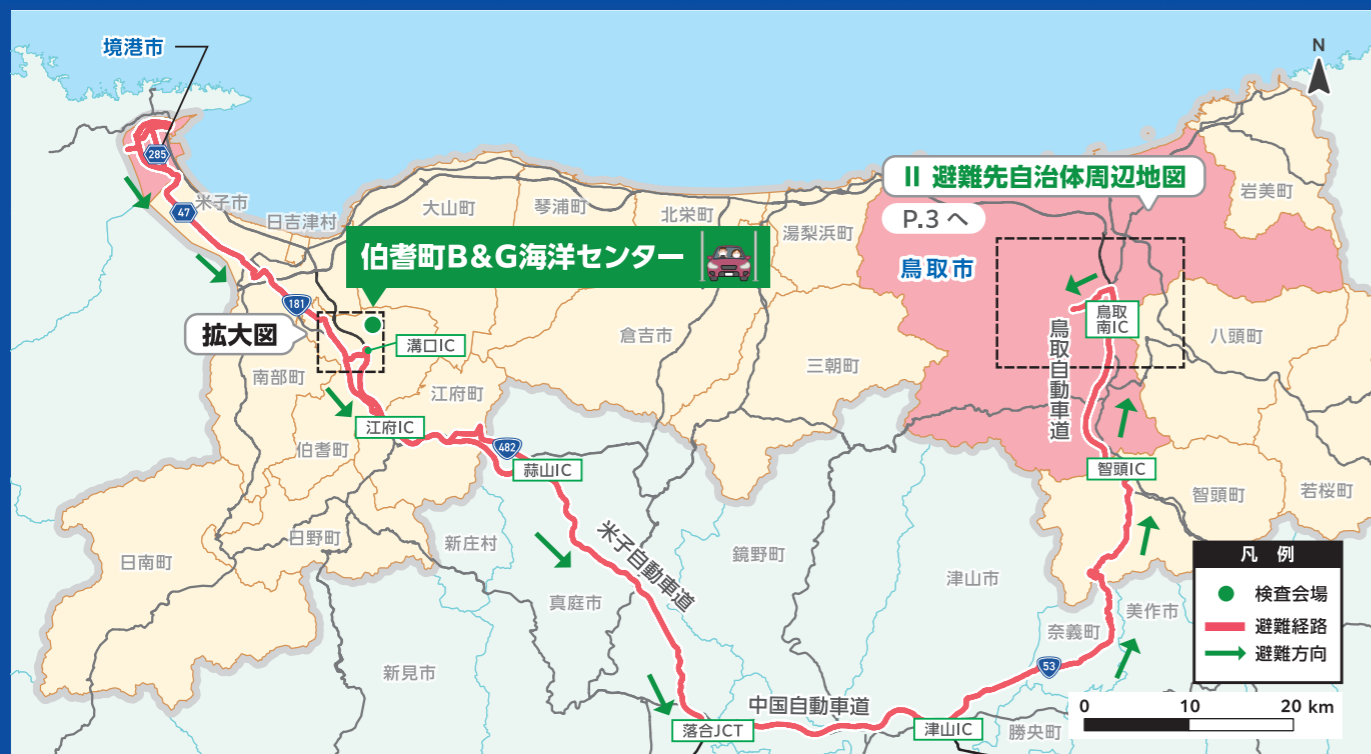 境港市
N
285
II 避難先自治体周辺地図
P.3 へ
岩美町
47
米子市
日吉津村
大山町
琴浦町
北栄町
湯梨浜町
鳥取市
伯耆町B&G海洋センター
181
拡大図
溝口IC
倉吉市
三朝町
鳥取
南IC
八頭町
鳥取自動車道
南部町
江府町
江府IC
伯耆町
482
蒜山IC
智頭IC
智頭町
若桜町
日野町
日南町
新庄村
米子自動車道
鏡野町
津山市
真庭市
新見市
奈義町
美作市
53
中国自動車道
落合JCT
津山IC
勝央町
凡 例
検査会場
避難経路
避難方向
0 10 20 km